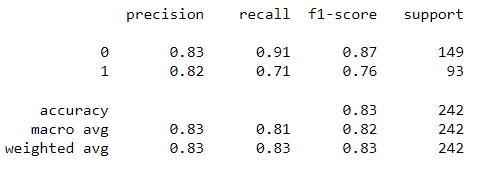 precision recall f1-score support
0 0.83 0.91 0.87 149
1 0.82 0.71 0.76 93
accuracy 0.83 242
macro avg 0.83 0.81 0.82 242
weighted avg 0.83 0.83 0.83 242